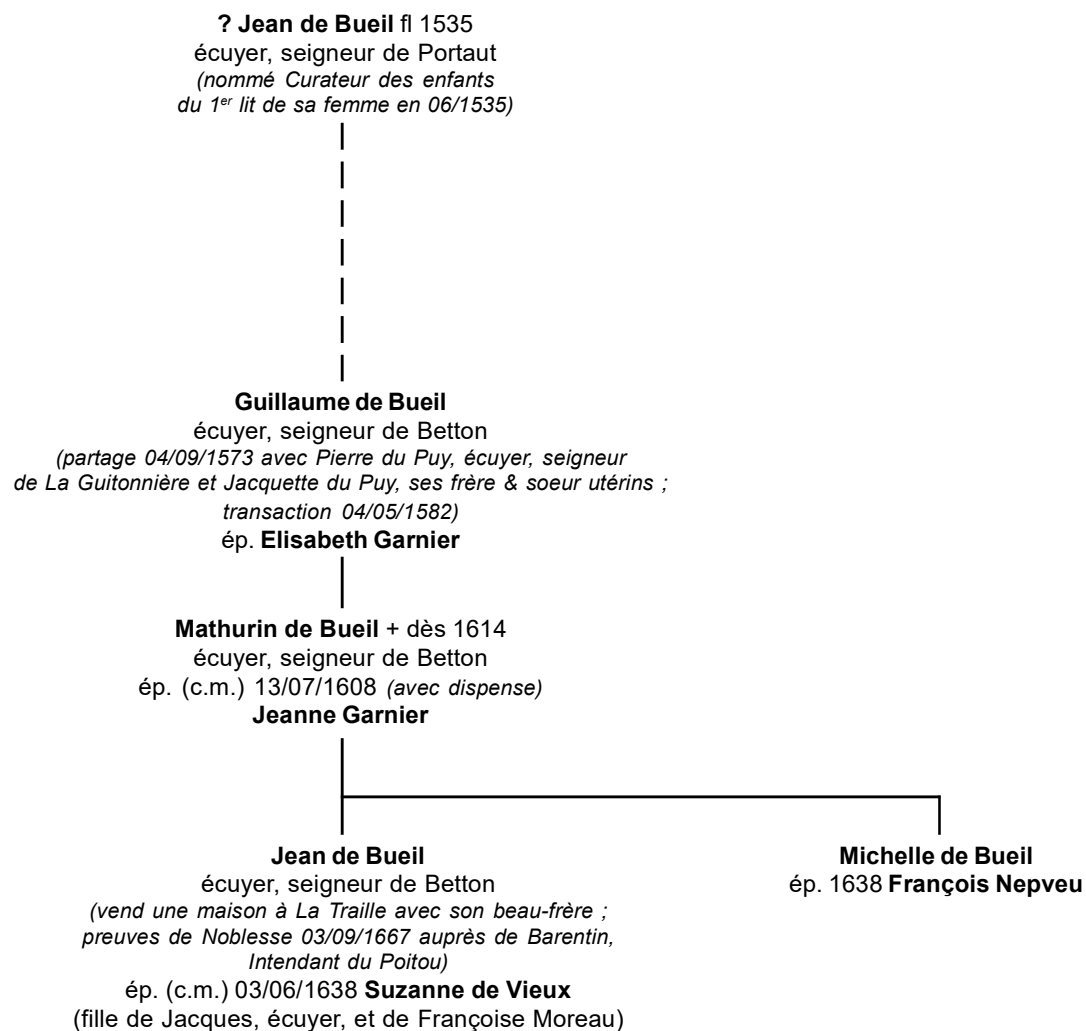 ? Jean de Bueil fl 1535
écuyer, seigneur de Portaut
(nommé Curateur des enfants
du 1er lit de sa femme en 06/1535)
Guillaume de Bueil
écuyer, seigneur de Betton
(partage 04/09/1573 avec Pierre du Puy, écuyer, seigneur
de La Guitonnière et Jacquette du Puy, ses frère & soeur utérins ;
transaction 04/05/1582)
ép. Elisabeth Garnier
Mathurin de Bueil + dès 1614
écuyer, seigneur de Betton
ép. (c.m.) 13/07/1608 (avec dispense)
Jeanne Garnier
Jean de Bueil
écuyer, seigneur de Betton
(vend une maison à La Traille avec son beau-frère ;
preuves de Noblesse 03/09/1667 auprès de Barentin,
Intendant du Poitou)
ép. (c.m.) 03/06/1638 Suzanne de Vieux
(fille de Jacques, écuyer, et de Françoise Moreau)
Michelle de Bueil
ép. 1638 François Nepveu